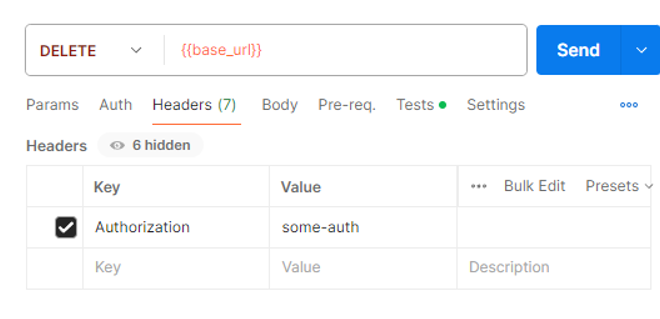 DELETE {{base_url}} Send
Params Auth Headers (7) Body Pre-req. Tests Settings
Headers 6 hidden
Key Value Bulk Edit Presets
Authorization some-auth
Key Value Description